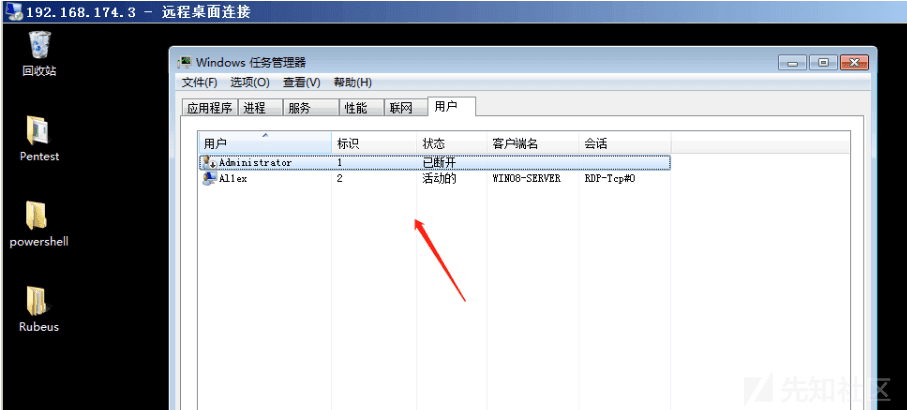 192.168.174.3 - 远程桌面连接
回收站
Pentest
powershell
Rubeus
Windows 任务管理器
文件(F) 选项(O) 查看(V) 帮助(H)
应用程序 进程 服务 性能 联网 用户
用户 标识 状态 客户端名 会话
Administrator 1 已断开
Allex 2 活动的 WIN08-SERVER RDP-Tcp#0
先知社区